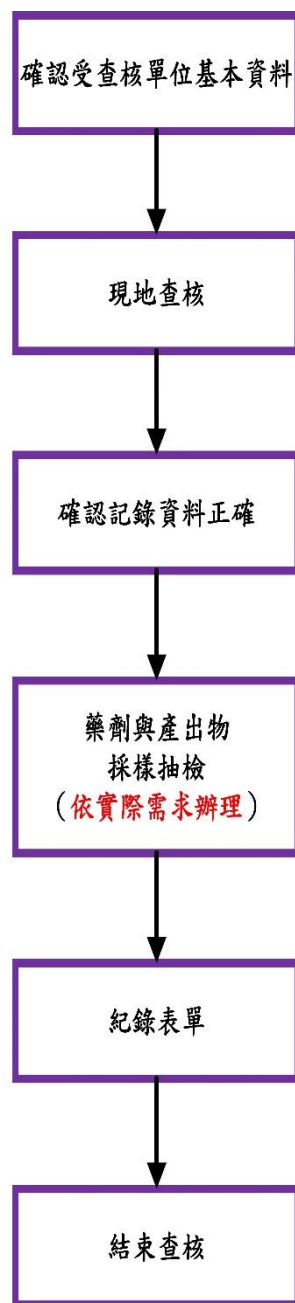 確認受查核單位基本資料
現地查核
確認記錄資料正確
藥劑與產出物
採樣抽檢
（依實際需求辦理）
紀錄表單
結束查核